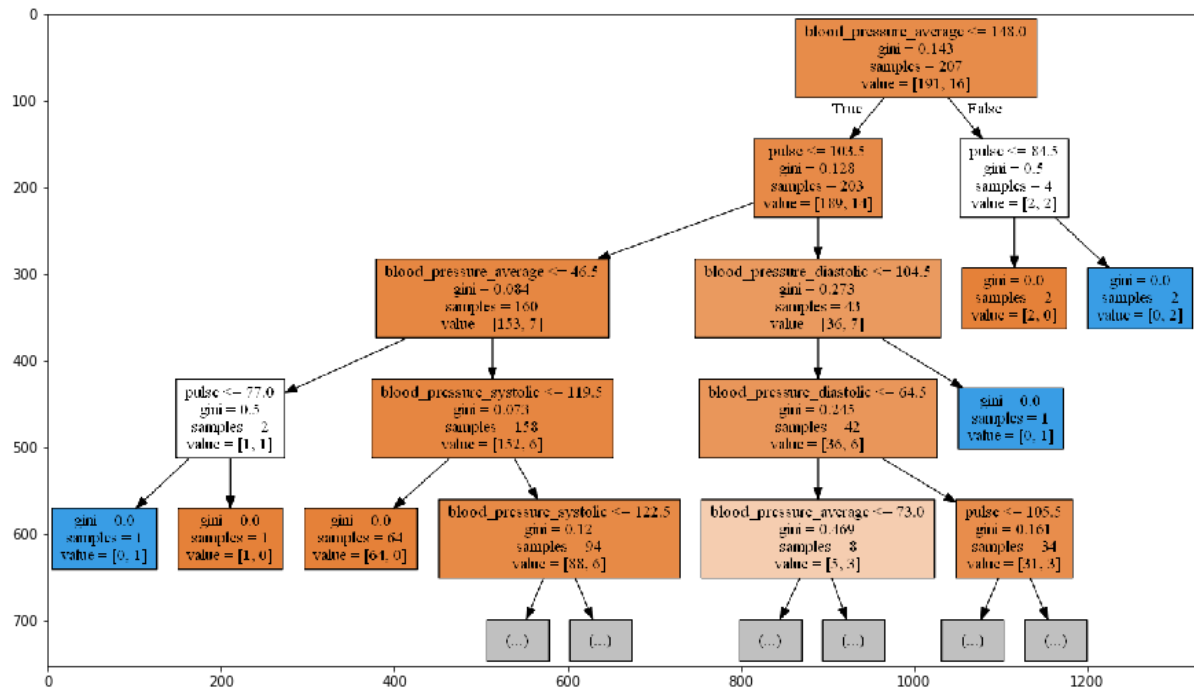 0
100
200
300
400
500
600
700
blood_pressure_average <= 148.0
gini = 0.143
samples = 207
value = [191, 16]
True
False
pulse <= 103.5
gini = 0.128
samples = 203
value = [189, 14]
pulse <= 84.5
gini = 0.5
samples = 4
value = [2, 2]
blood_pressure_average <= 46.5
gini = 0.084
samples = 160
value = [153, 7]
blood_pressure_diastolic <= 104.5
gini = 0.273
samples = 43
value = [36, 7]
gini = 0.0
samples = 2
value = [2, 0]
gini = 0.0
samples = 2
value = [0, 2]
pulse <= 77.0
gini = 0.5
samples = 2
value = [1, 1]
blood_pressure_systolic <= 119.5
gini = 0.073
samples = 158
value = [152, 6]
blood_pressure_diastolic <= 64.5
gini = 0.245
samples = 42
value = [36, 6]
gini = 0.0
samples = 1
value = [0, 1]
gini = 0.0
samples = 1
value = [0, 1]
gini = 0.0
samples = 1
value = [1, 0]
gini = 0.0
samples = 64
value = [64, 0]
blood_pressure_systolic <= 122.5
gini = 0.12
samples = 94
value = [88, 6]
blood_pressure_average <= 73.0
gini = 0.469
samples = 8
value = [5, 3]
pulse <= 105.5
gini = 0.161
samples = 34
value = [31, 3]
(...)
(...)
(...)
(...)
(...)
(...)
0
200
400
600
800
1000
1200